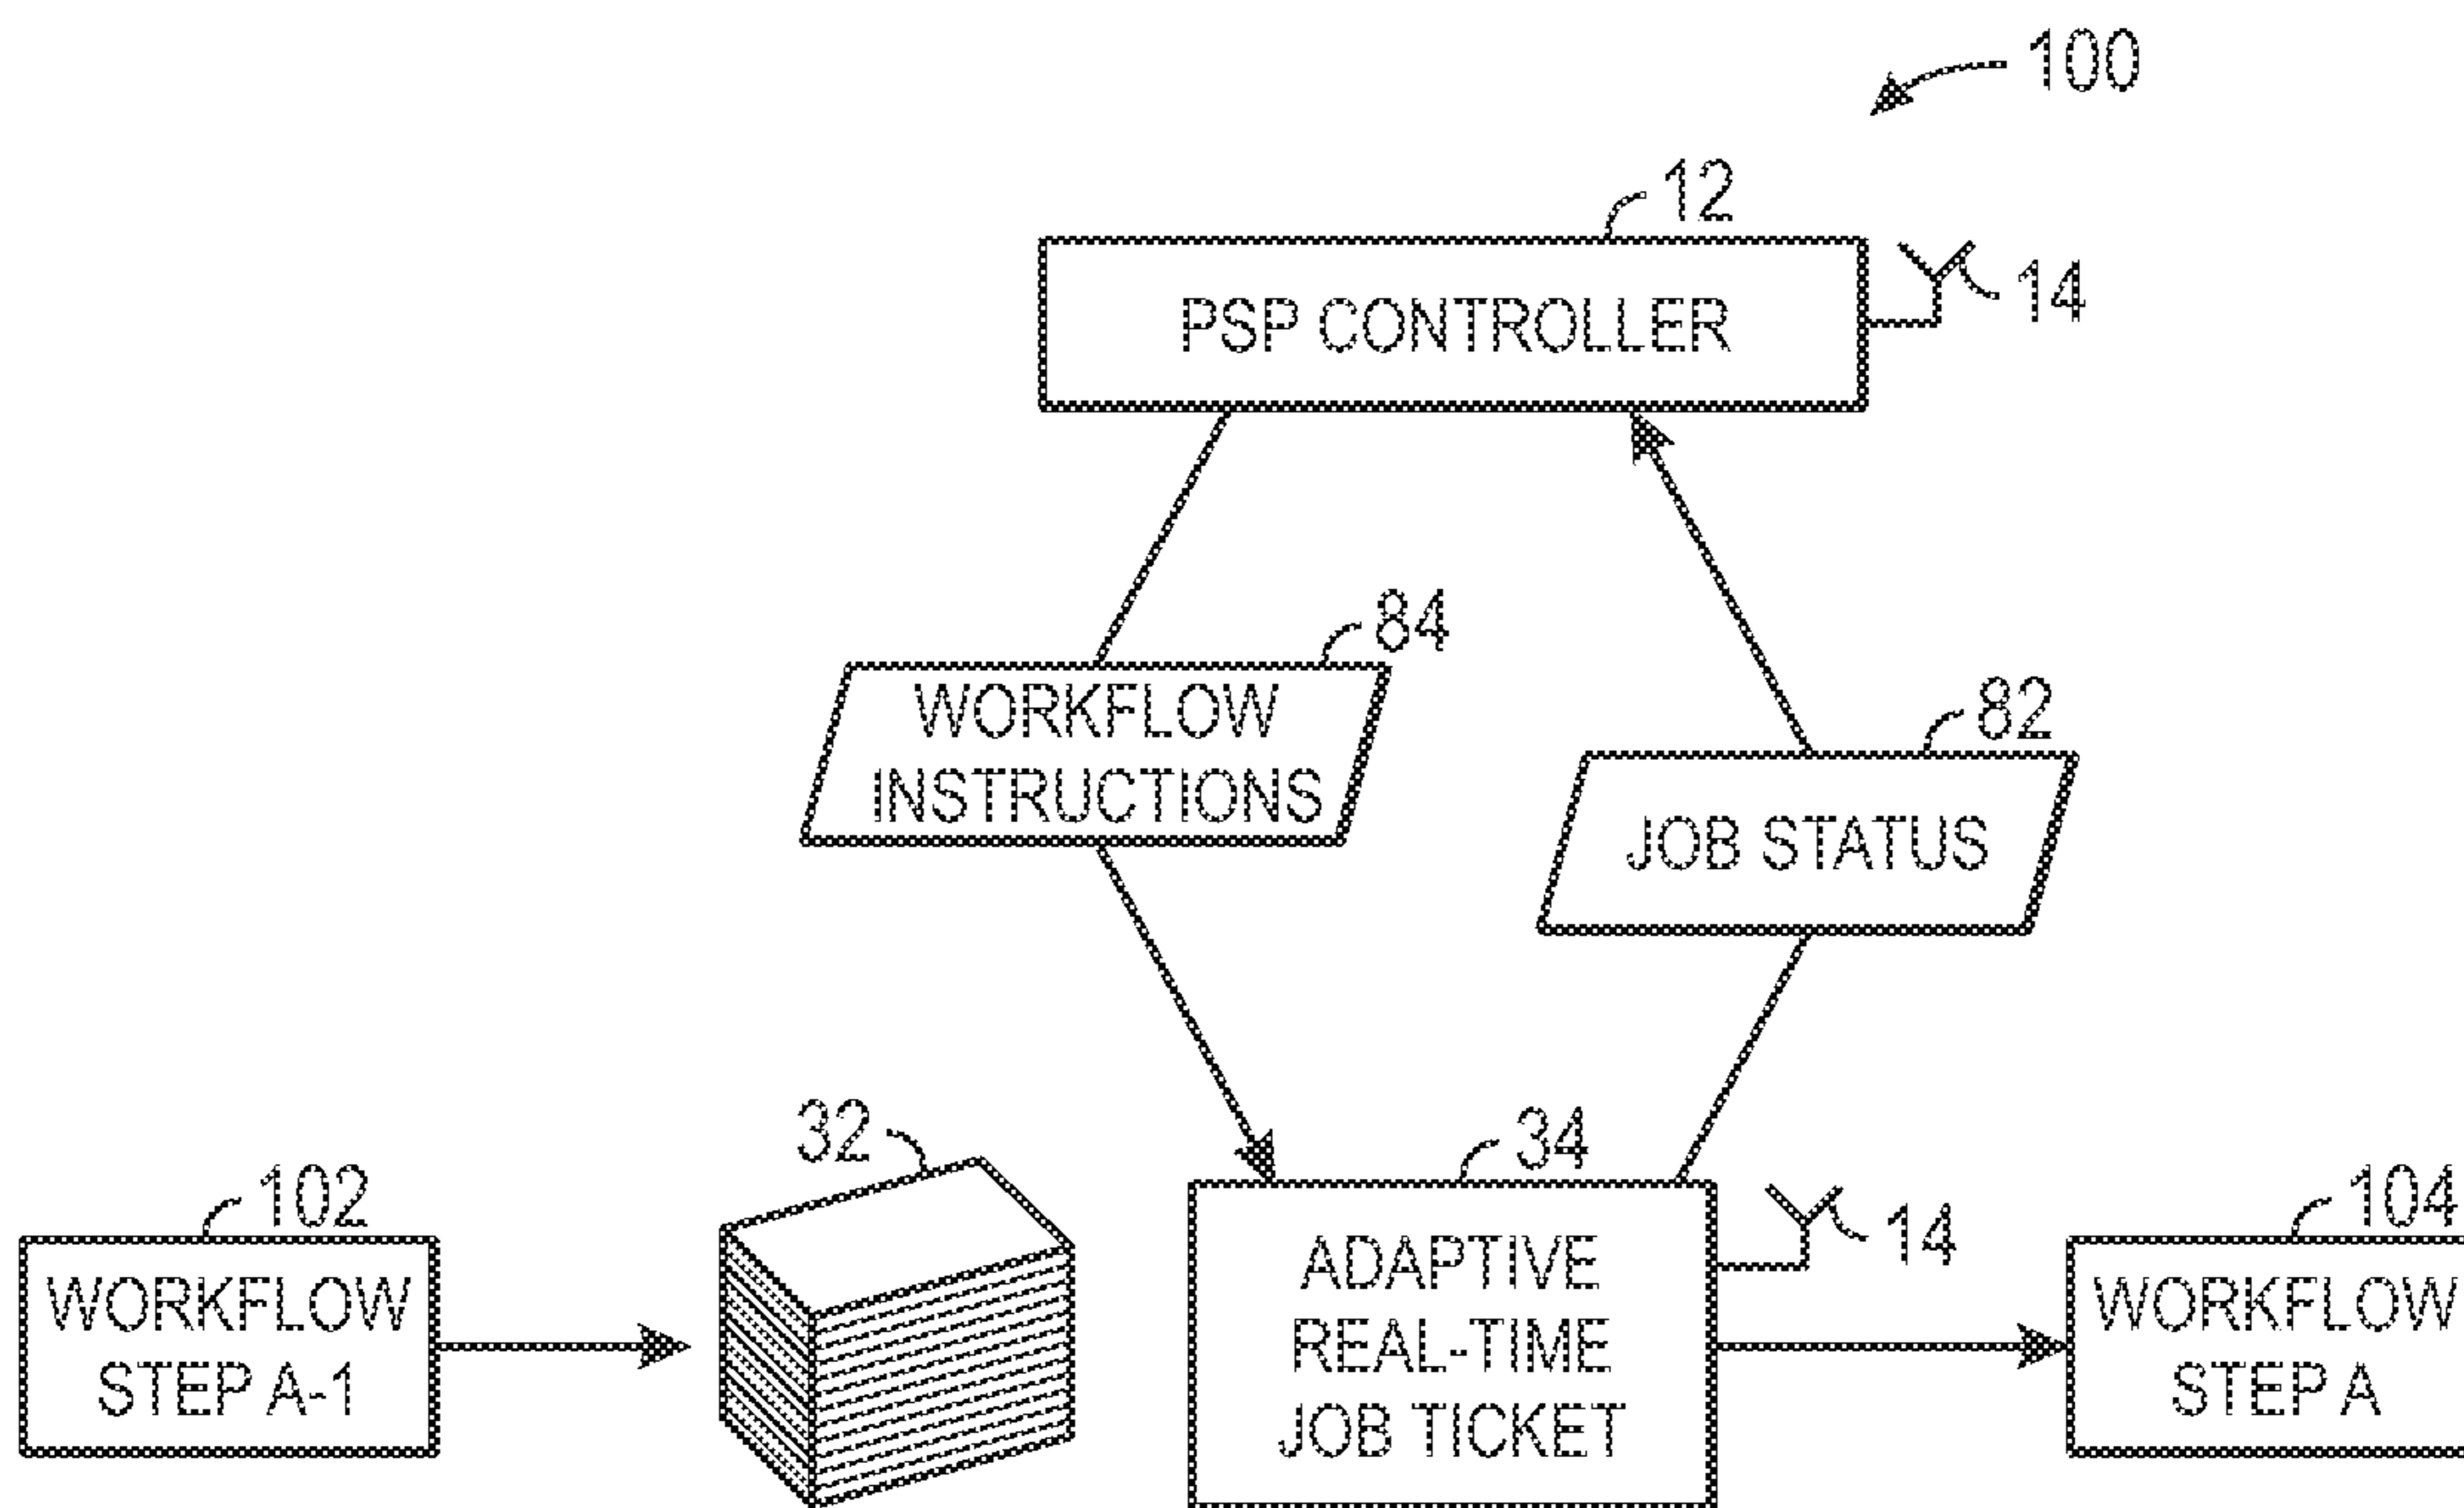 100
12
PSP CONTROLLER
14
84
WORKFLOW
INSTRUCTIONS
82
JOB STATUS
32
34
102
WORKFLOW
STEP A-1
ADAPTIVE
REAL-TIME
JOB TICKET
14
104
WORKFLOW
STEP A